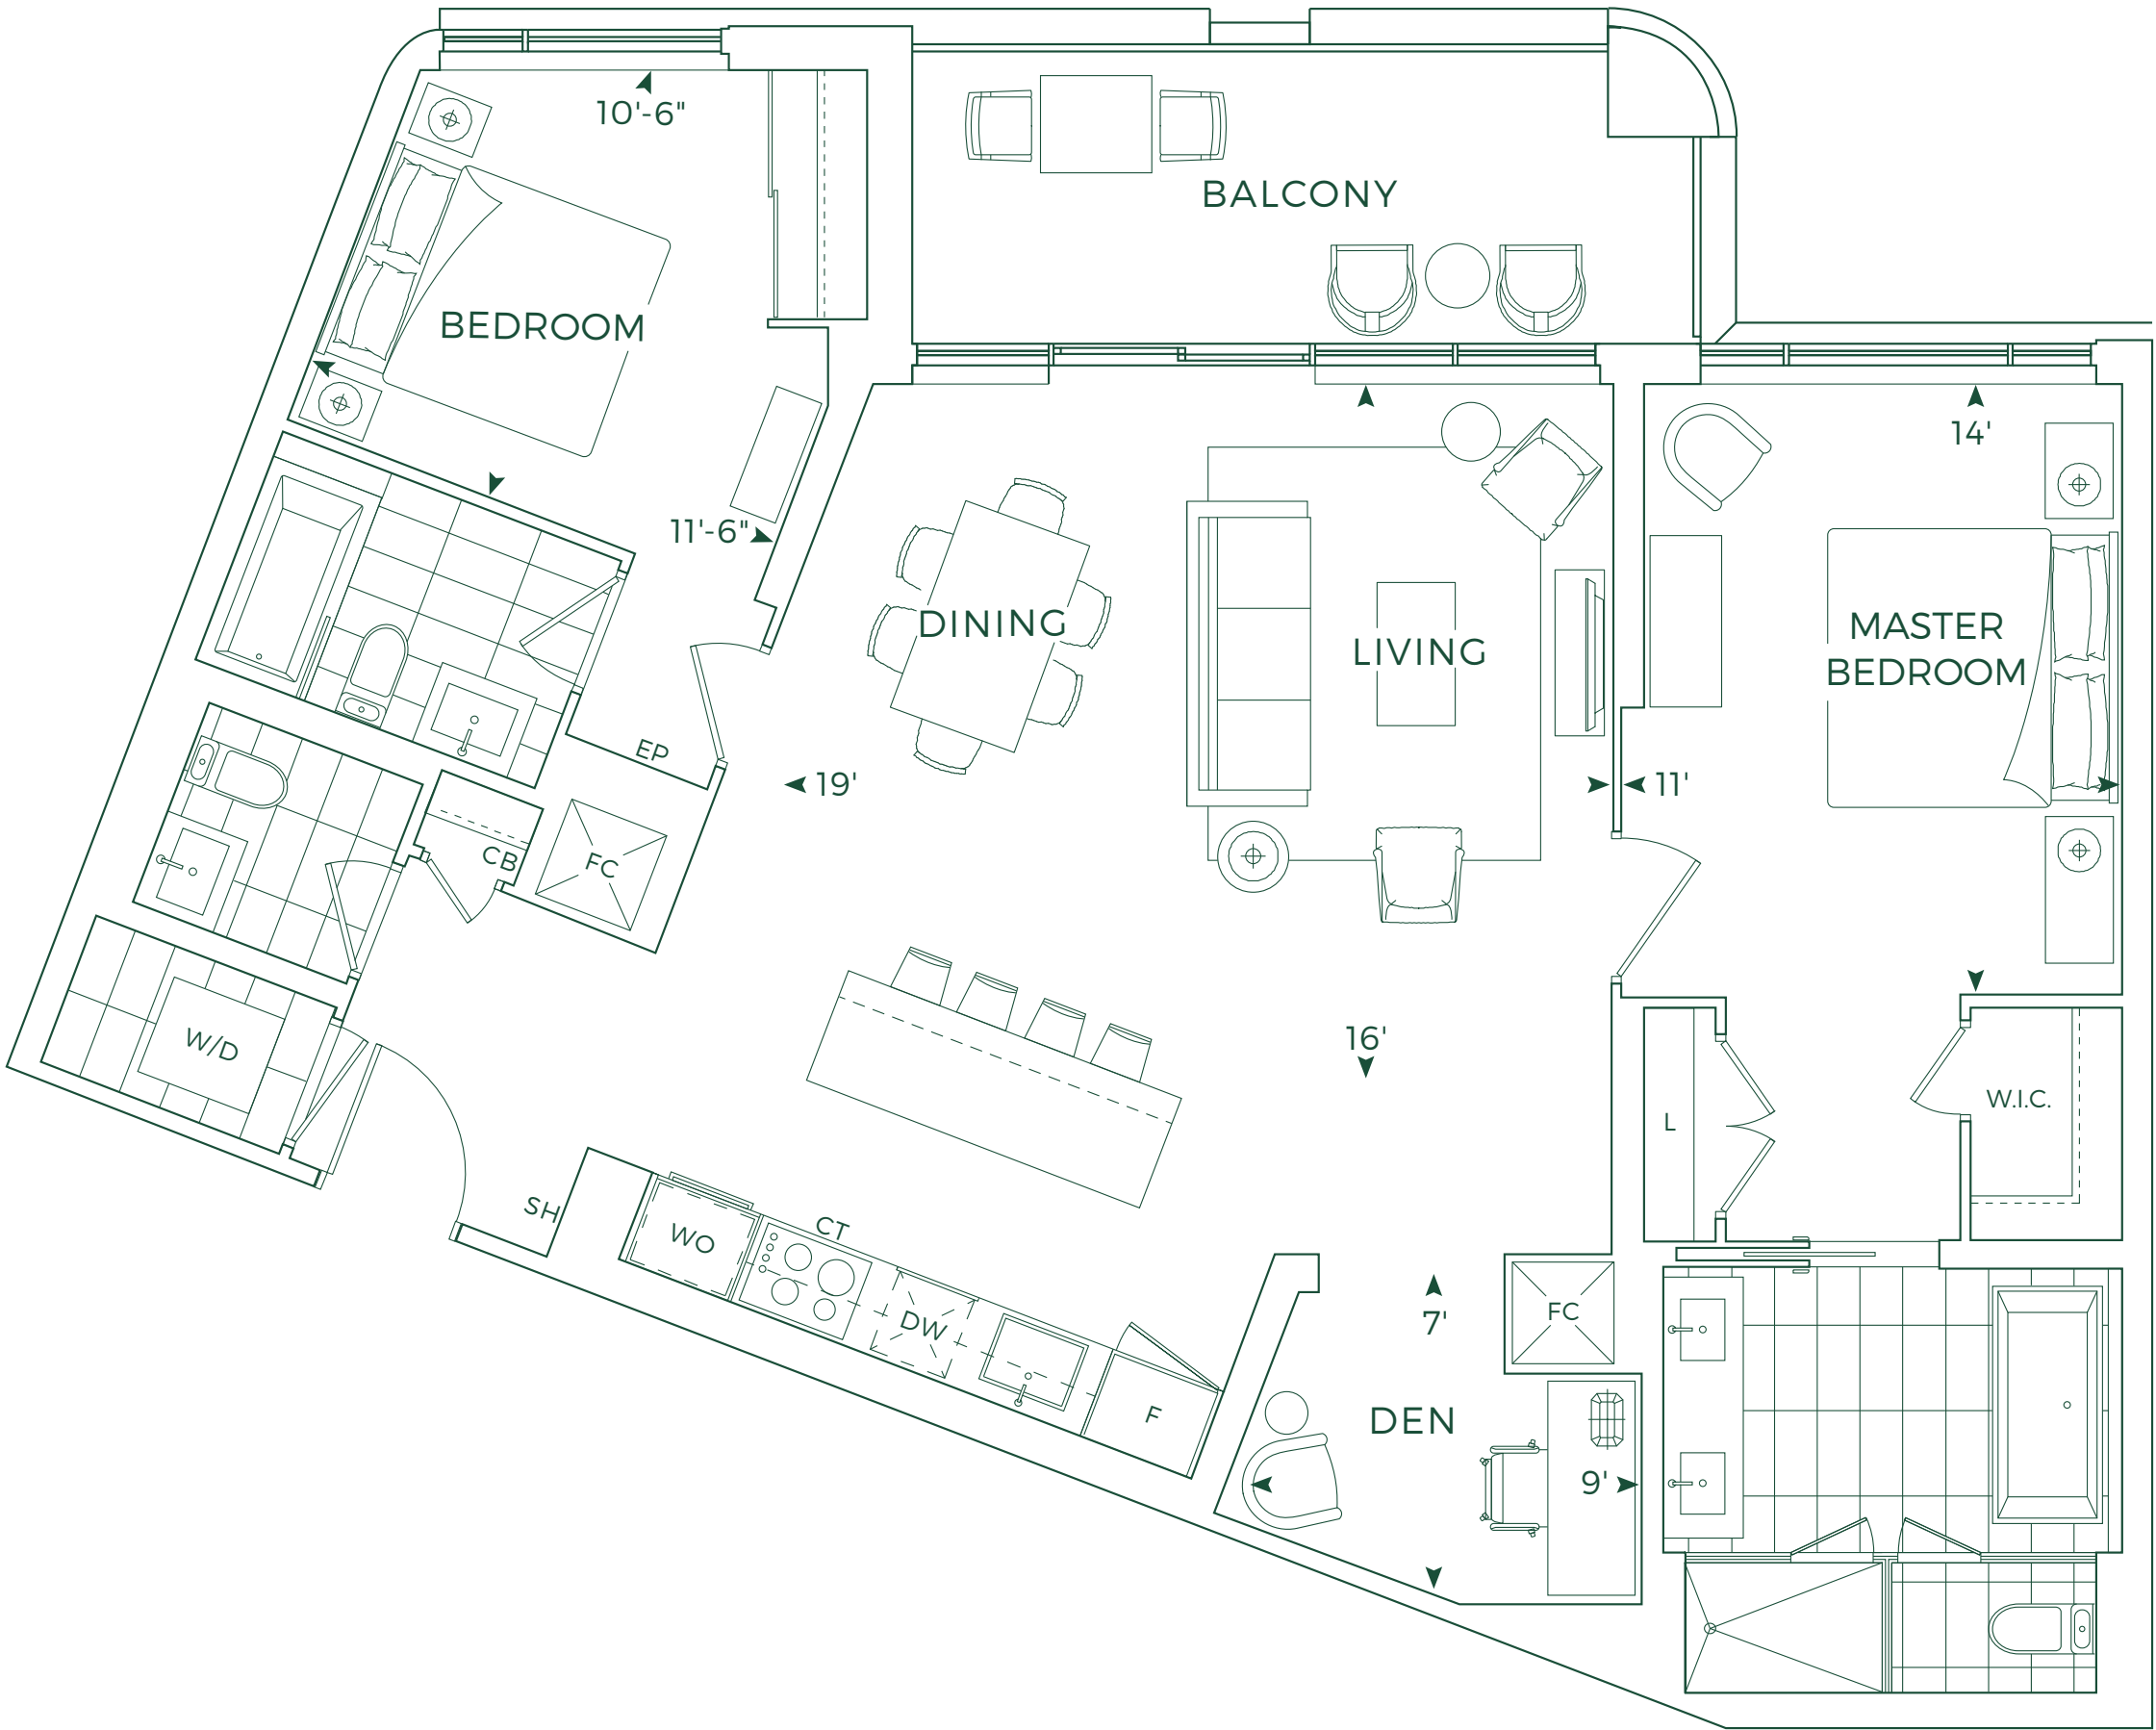 10'-6"
BALCONY
BEDROOM
14'
11'-6"
DINING
LIVING
MASTER
BEDROOM
EP
19'
11'
CB
FC
W/D
16'
W.I.C.
L
SH
WO
CT
DW
7'
FC
F
DEN
9'